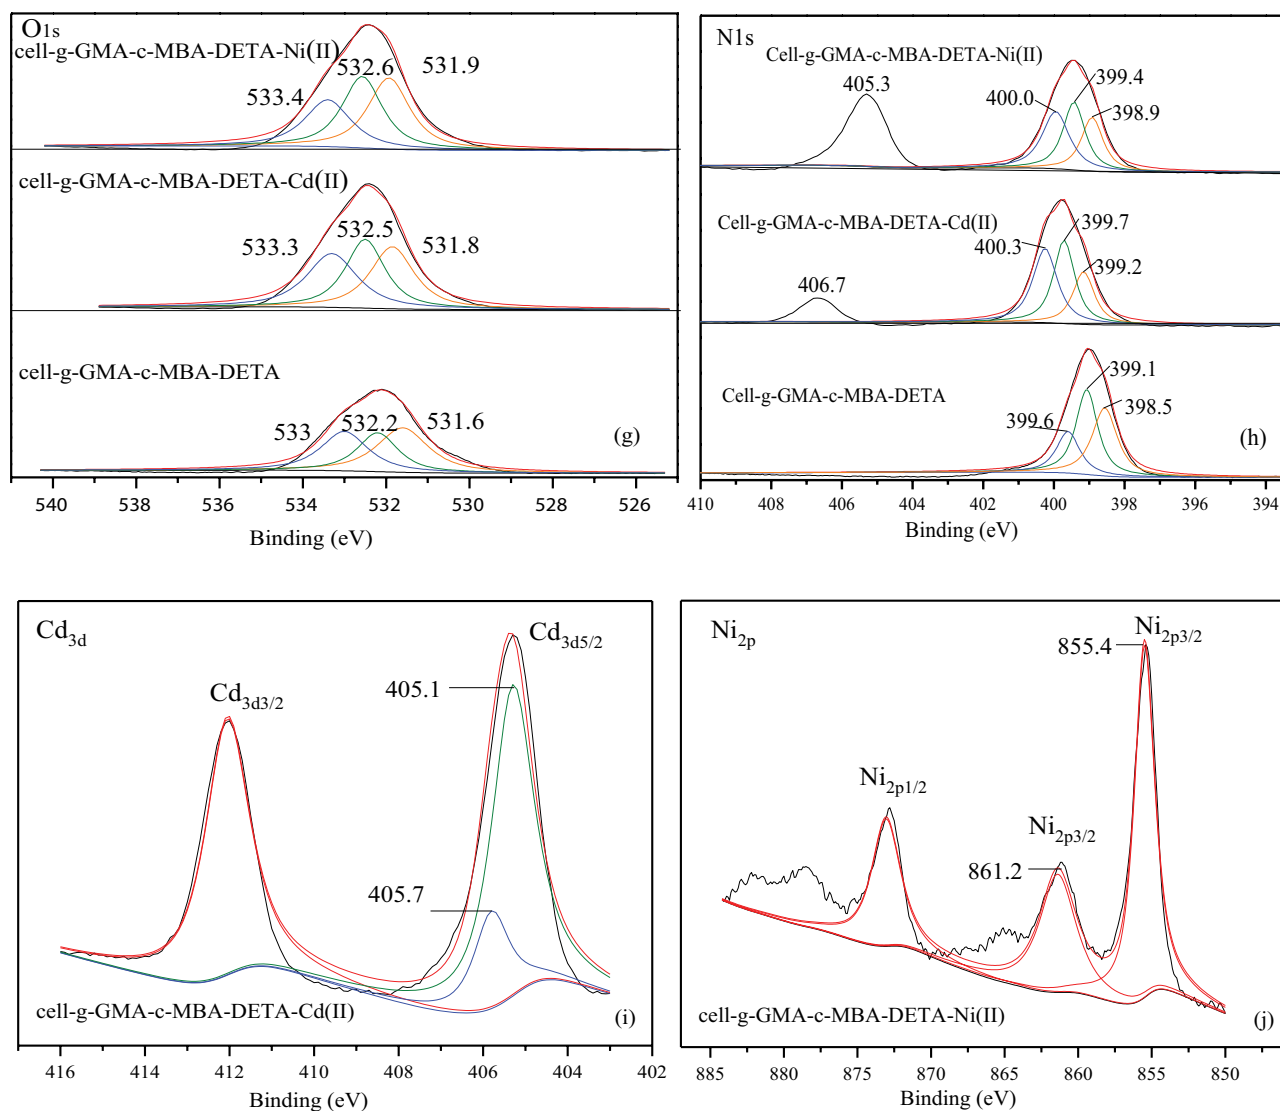 O1s
cell-g-GMA-c-MBA-DETA-Ni(II)
533.4
532.6
531.9
cell-g-GMA-c-MBA-DETA-Cd(II)
533.3
532.5
531.8
cell-g-GMA-c-MBA-DETA
533
532.2
531.6
(g)
540 538 536 534 532 530 528 526
Binding (eV)
N1s
Cell-g-GMA-c-MBA-DETA-Ni(II)
405.3
400.0
399.4
398.9
Cell-g-GMA-c-MBA-DETA-Cd(II)
406.7
400.3
399.7
399.2
Cell-g-GMA-c-MBA-DETA
399.6
399.1
398.5
(h)
410 408 406 404 402 400 398 396 394
Binding (eV)
Cd3d
Cd3d3/2
Cd3d5/2
405.1
405.7
cell-g-GMA-c-MBA-DETA-Cd(II)
(i)
416 414 412 410 408 406 404 402
Binding (eV)
Ni2p
Ni2p1/2
Ni2p3/2
861.2
Ni2p3/2
855.4
cell-g-GMA-c-MBA-DETA-Ni(II)
(j)
885 880 875 870 865 860 855 850
Binding (eV)